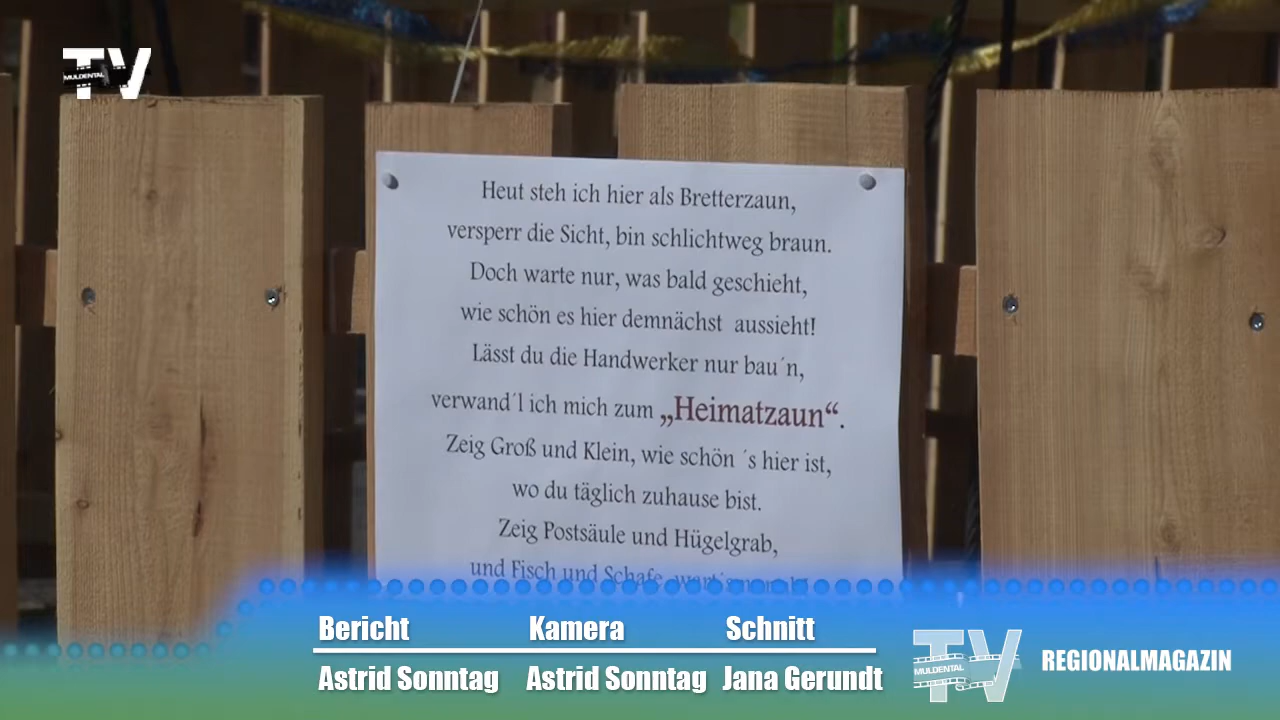 TV
MULDENTAL
Heut steh ich hier als Bretterzaun,
versperr die Sicht, bin schlichtweg braun.
Doch warte nur, was bald geschieht,
wie schön es hier demnächst aussieht!
Lässt du die Handwerker nur bau´n,
verwand´l ich mich zum „Heimatzaun“.
Zeig Groß und Klein, wie schön ´s hier ist,
wo du täglich zuhause bist.
Zeig Postsäule und Hügelgrab,
und Fisch und Schafe,
Bericht Kamera Schnitt
Astrid Sonntag Astrid Sonntag Jana Gerundt
TV
MULDENTAL
REGIONALMAGAZIN